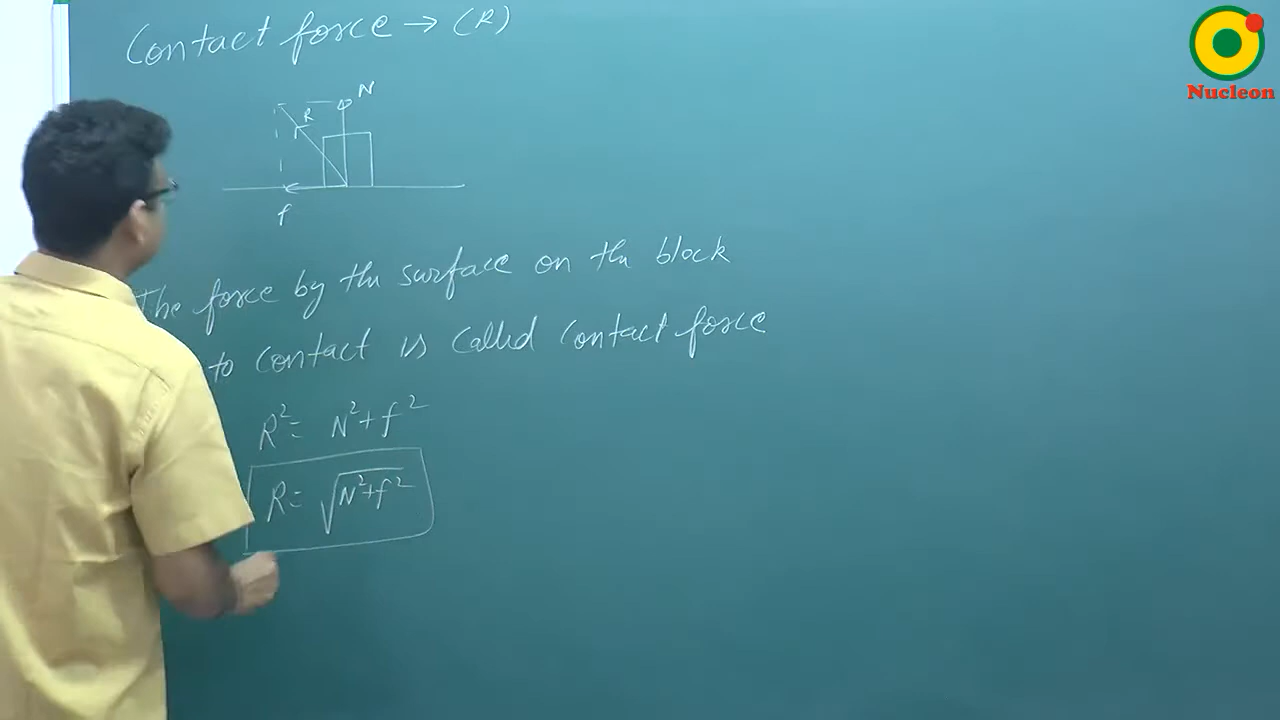 Contact force → (R)
N
R
f
The force by the surface on the block
to contact is called contact force
R² = N² + f²
R = √N² + f²
Nucleon